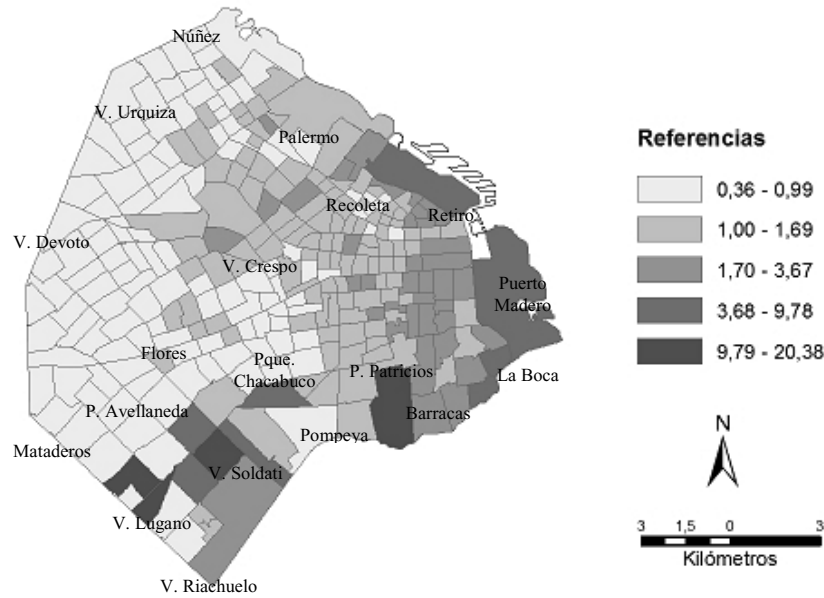 Núñez
V. Urquiza
Palermo
Recoleta
Retiro
V. Devoto
V. Crespo
Puerto
Madero
Flores
Pque.
Chacabuco
P. Patricios
La Boca
P. Avellaneda
Barracas
Pompeya
Mataderos
V. Soldati
V. Lugano
V. Riachuelo
Referencias
0,36 - 0,99
1,00 - 1,69
1,70 - 3,67
3,68 - 9,78
9,79 - 20,38
N
3 1,5 0 3
Kilómetros